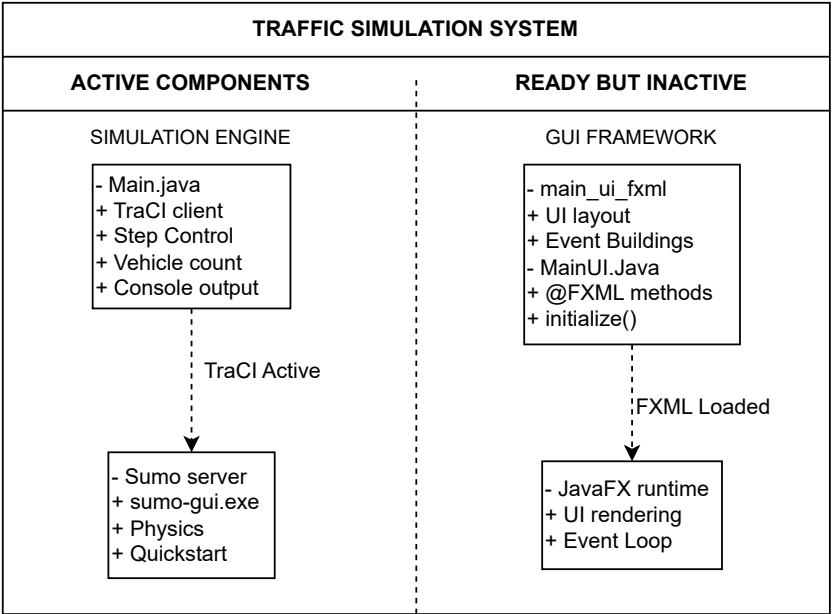 TRAFFIC SIMULATION SYSTEM
ACTIVE COMPONENTS
READY BUT INACTIVE
SIMULATION ENGINE
- Main.java
+ TraCI client
+ Step Control
+ Vehicle count
+ Console output
TraCI Active
- Sumo server
+ sumo-gui.exe
+ Physics
+ Quickstart
GUI FRAMEWORK
- main_ui_fxml
+ UI layout
+ Event Buildings
- MainUI.Java
+ @FXML methods
+ initialize()
FXML Loaded
- JavaFX runtime
+ UI rendering
+ Event Loop